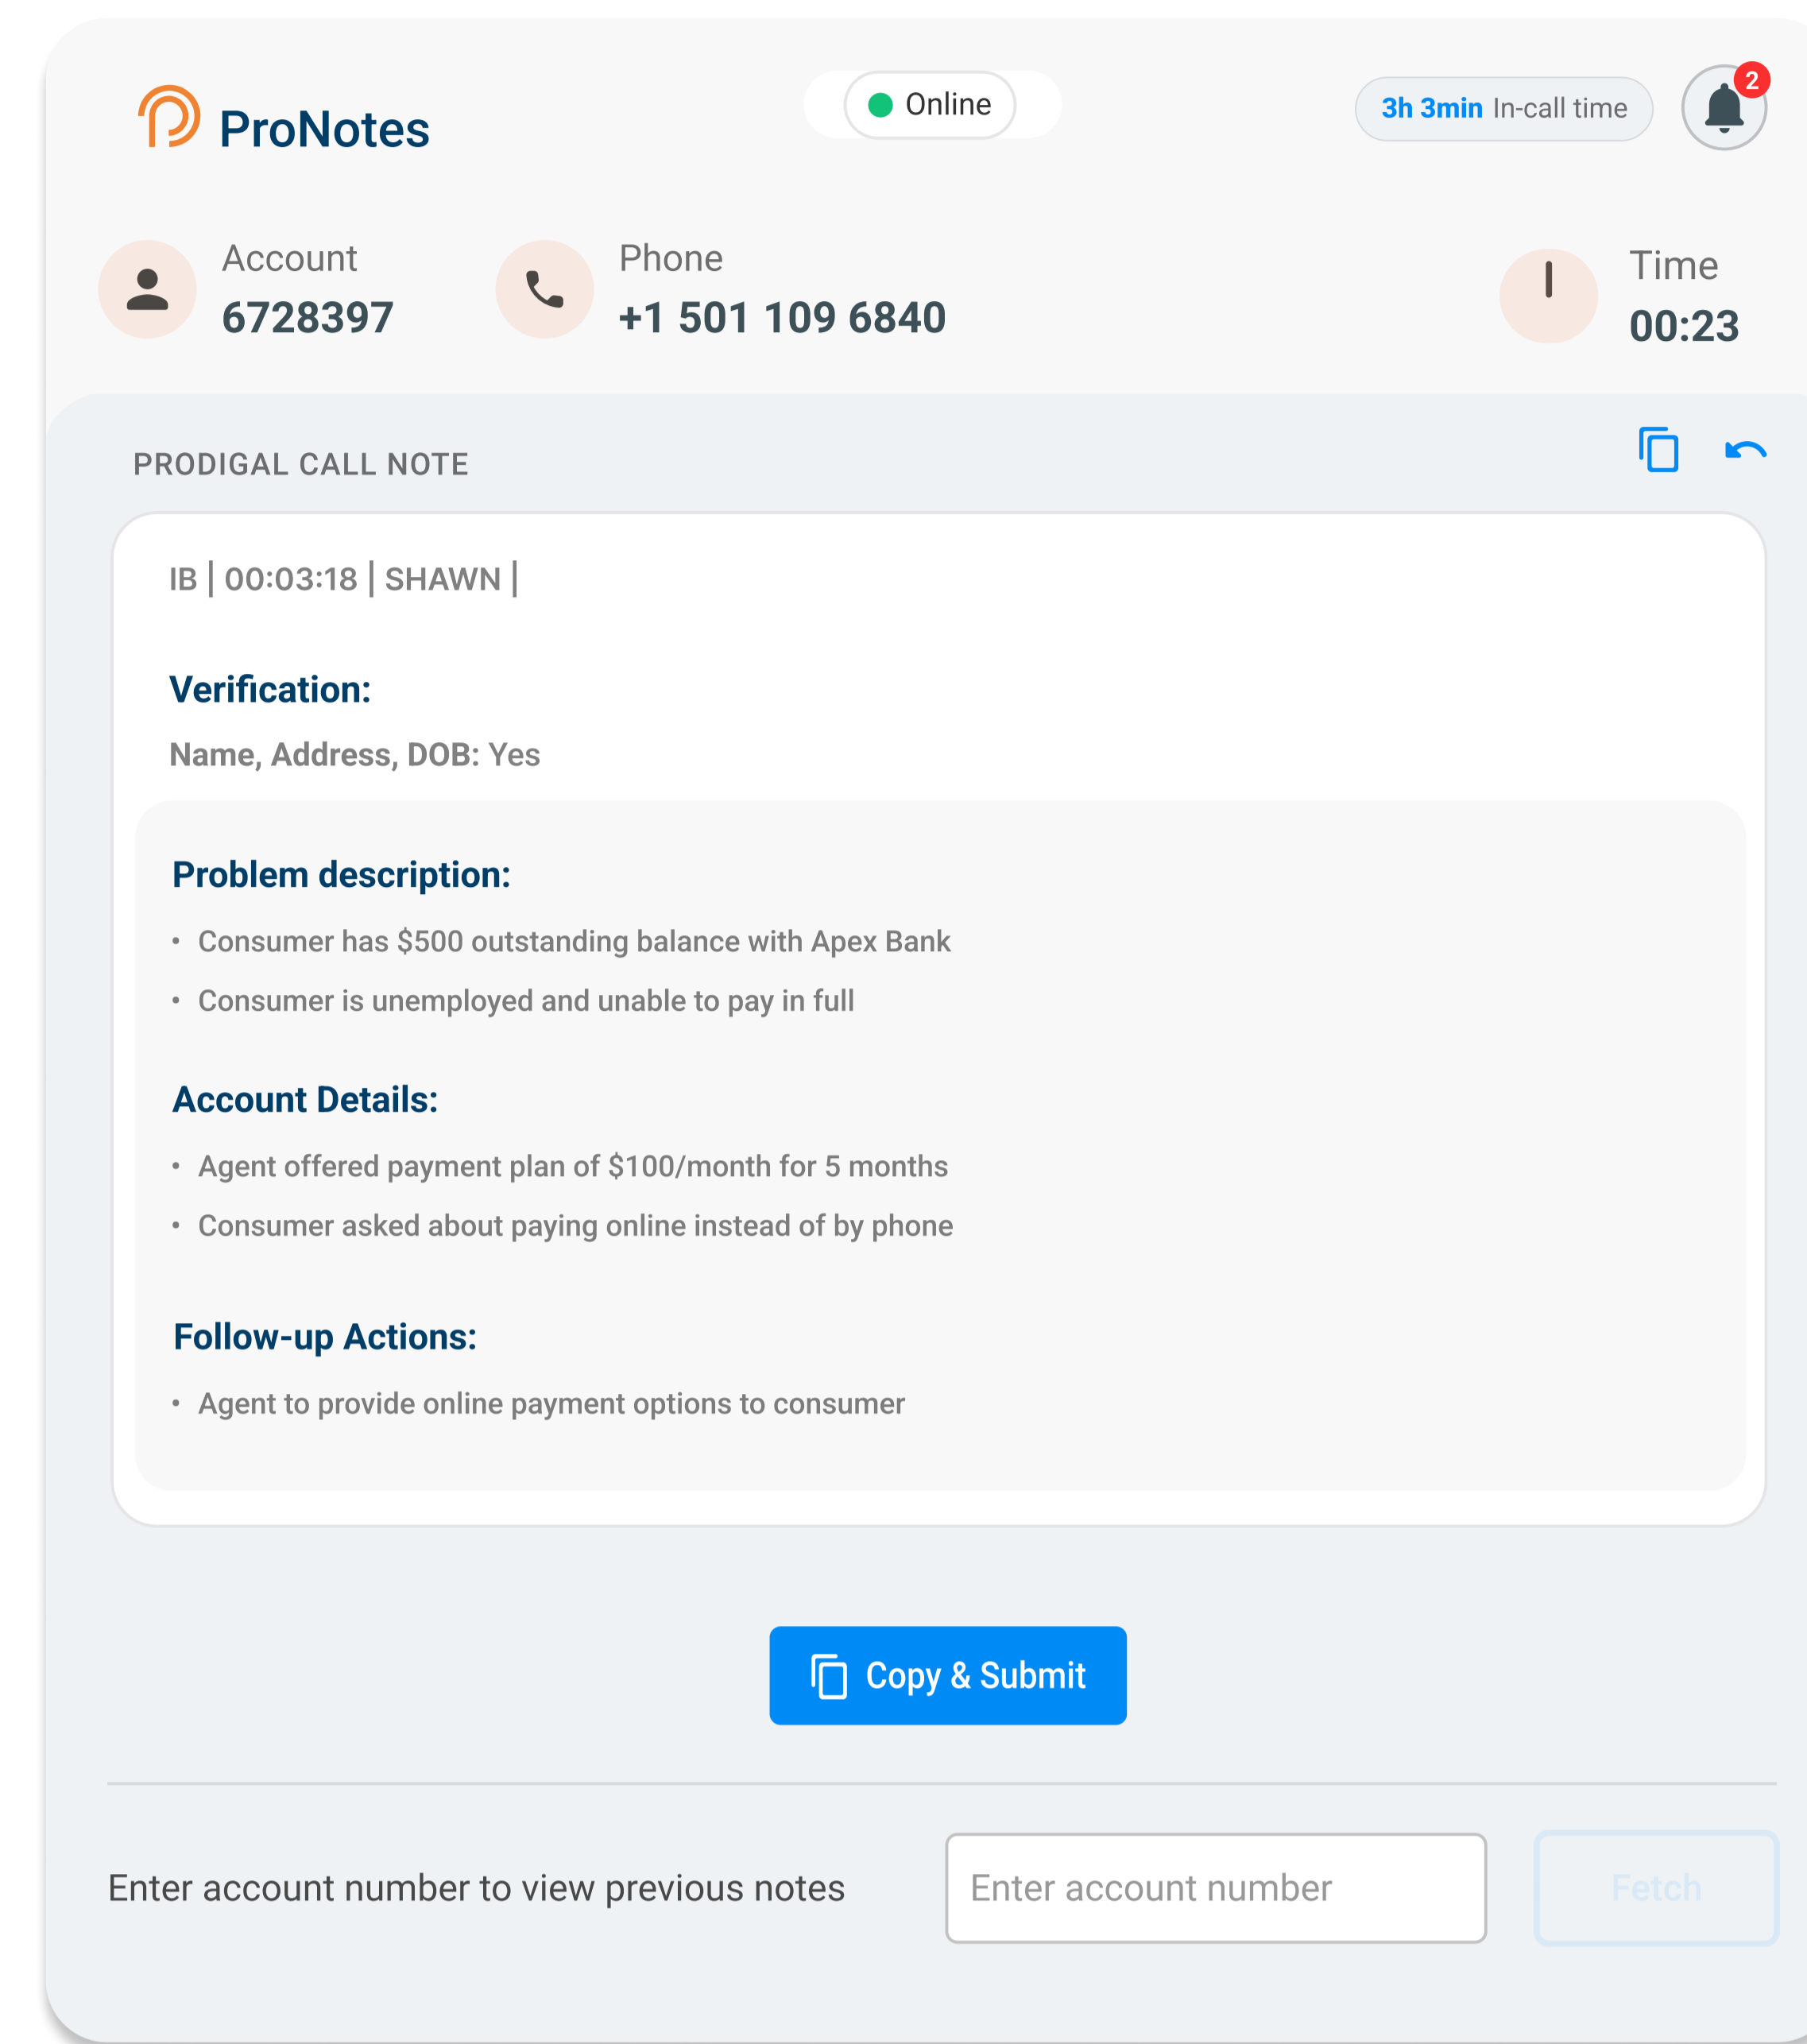 ProNotes
Online
3h 3min In-call time
2
Account
6728397
Phone
+1 501 109 6840
Time
00:23
PRODIGAL CALL NOTE
IB | 00:03:18 | SHAWN |
Verification:
Name, Address, DOB: Yes
Problem description:
• Consumer has $500 outstanding balance with Apex Bank
• Consumer is unemployed and unable to pay in full
Account Details:
• Agent offered payment plan of $100/month for 5 months
• Consumer asked about paying online instead of by phone
Follow-up Actions:
• Agent to provide online payment options to consumer
Copy & Submit
Enter account number to view previous notes
Enter account number
Fetch